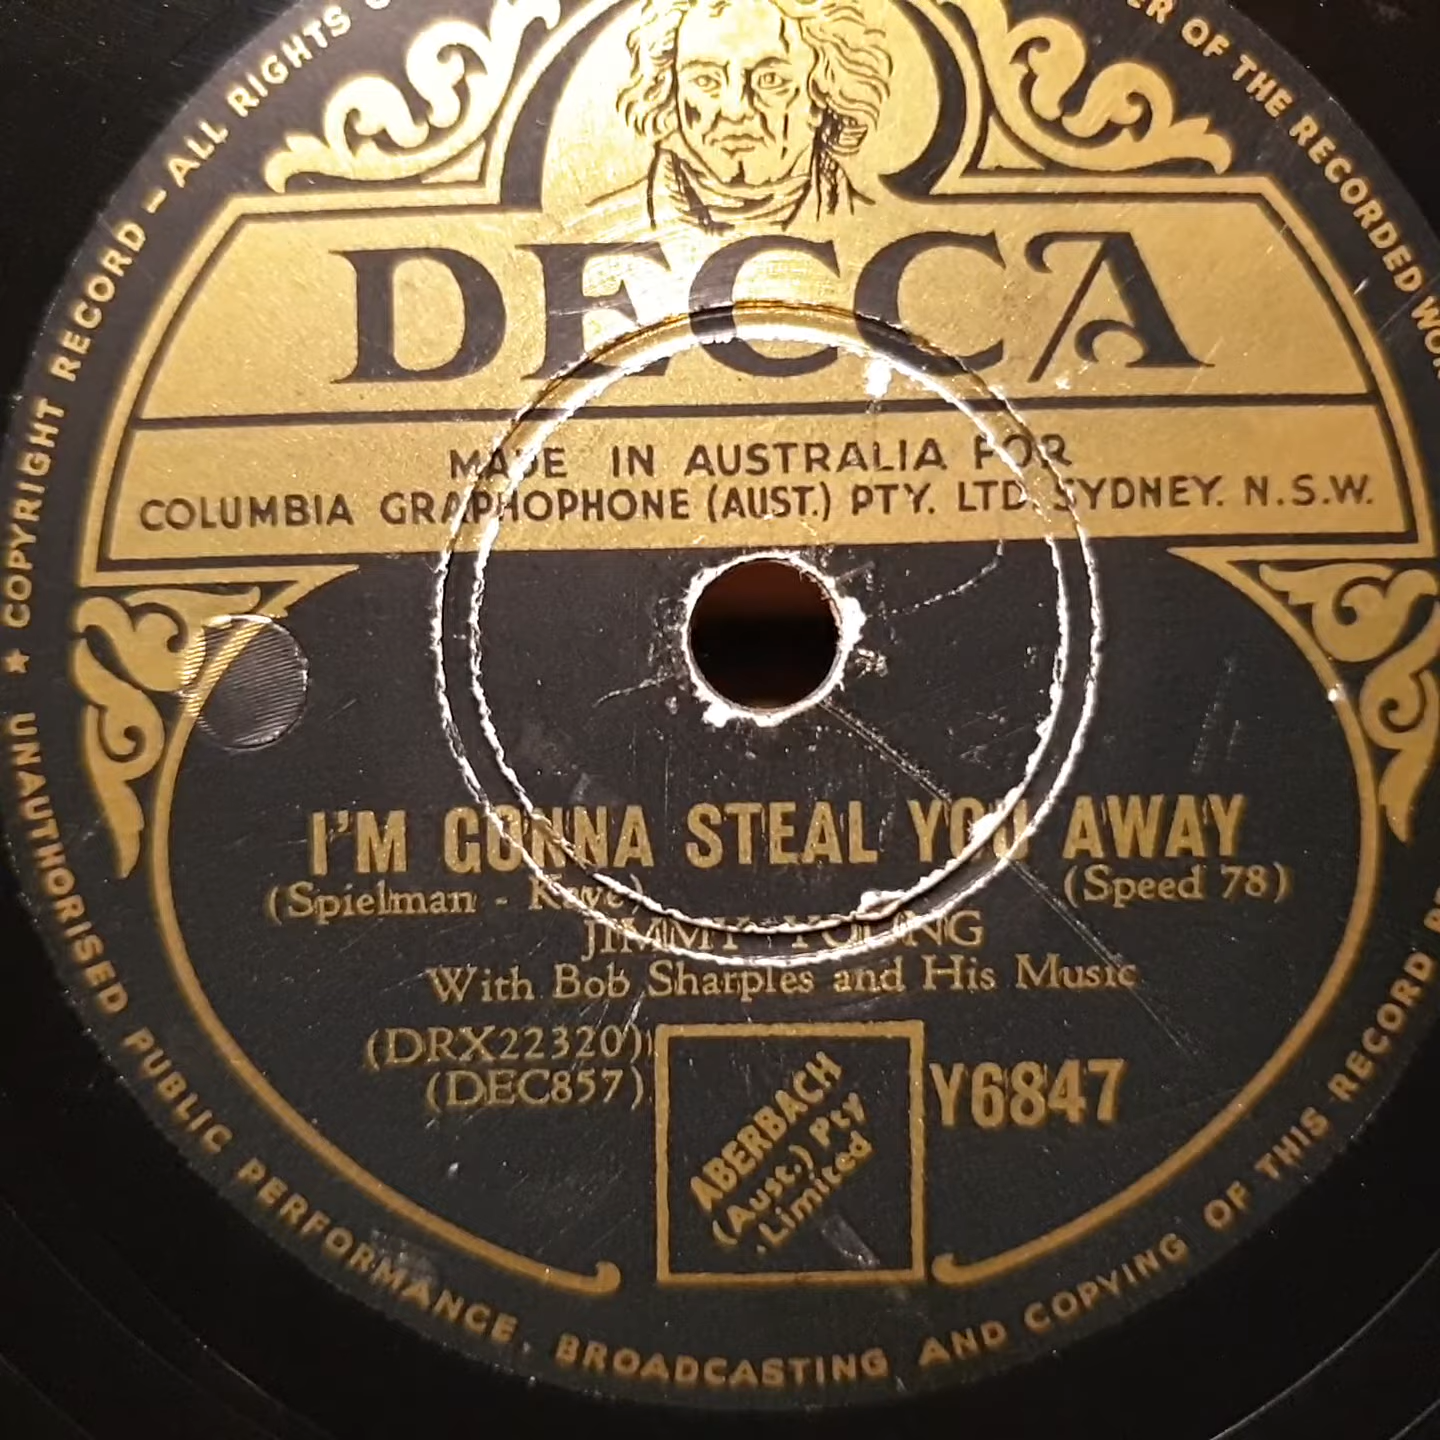 DECCA
MADE IN AUSTRALIA FOR
COLUMBIA GRAPHOPHONE (AUST.) PTY. LTD. SYDNEY. N.S.W.
I'M GONNA STEAL YOU AWAY
(Spielman - Kaye) (Speed 78)
JIMMY YOUNG
With Bob Sharples and His Music
(DRX22320)
(DEC857)
Y6847
ABERBACH
(Aust.) Pty
Limited
OF THE RECORDED
★ COPYRIGHT RECORD – ALL RIGHTS
UNAUTHORISED PUBLIC PERFORMANCE, BROADCASTING AND COPYING OF THIS RECORD